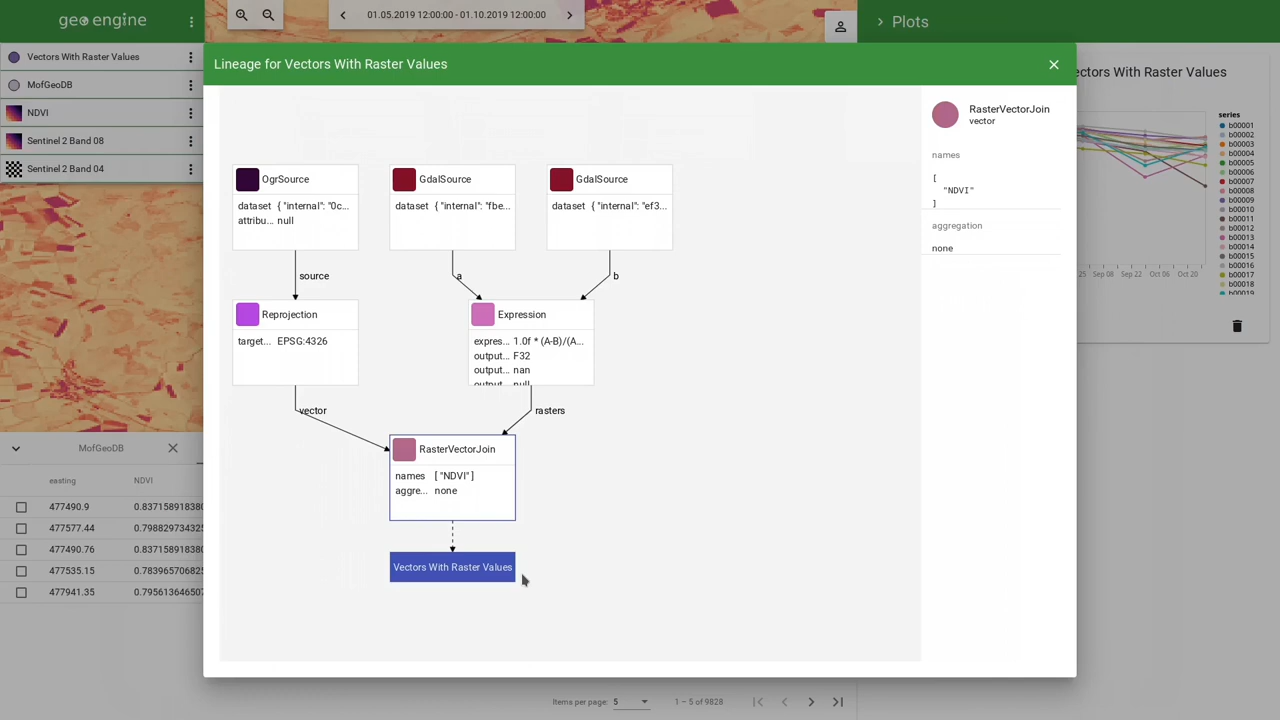 geo engine
01.05.2019 12:00:00 - 01.10.2019 12:00:00
Plots
Vectors With Raster Values
MofGeoDB
NDVI
Sentinel 2 Band 08
Sentinel 2 Band 04
Lineage for Vectors With Raster Values
OgrSource
dataset { "internal": "0c...
attribu... null
GdalSource
dataset { "internal": "fbe...
GdalSource
dataset { "internal": "ef3...
source
a
b
Reprojection
target... EPSG:4326
Expression
expres... 1.0f * (A-B)/(A...
output... F32
output... nan
output... null
vector
rasters
RasterVectorJoin
names [ "NDVI" ]
aggre... none
Vectors With Raster Values
RasterVectorJoin
vector
names
[
"NDVI"
]
aggregation
none
ectors With Raster Values
series
b00001
b00002
b00003
b00004
b00005
b00006
b00007
b00008
b00009
b00010
b00011
b00012
b00013
b00014
b00015
b00016
b00017
b00018
b00019
25 Sep 08 Sep 22 Oct 06 Oct 20
MofGeoDB
easting NDVI
477490.9 0.837158918380
477577.44 0.798829734325
477490.76 0.837158918380
477535.15 0.783965706825
477941.35 0.795613646507
Items per page: 5 1 – 5 of 9828